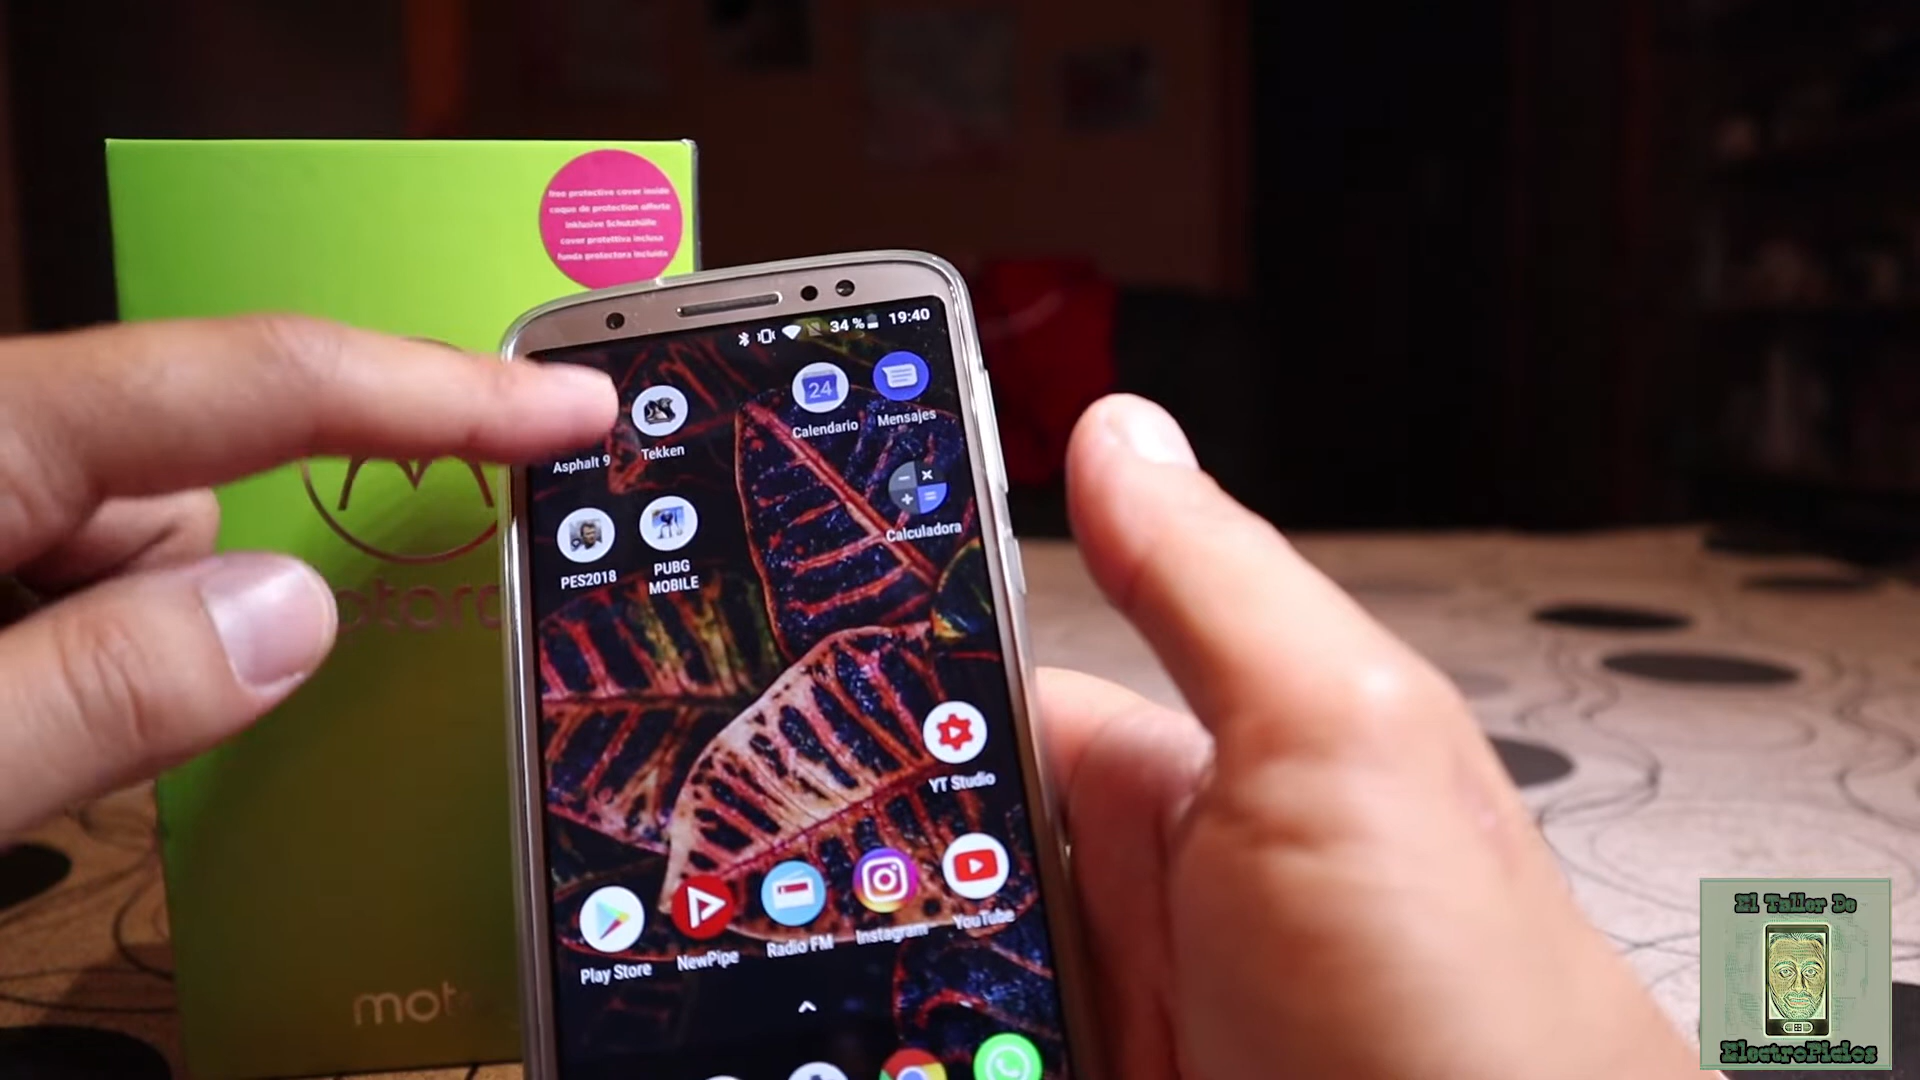 free protective cover inside
coque de protection offerte
inklusive Schutzhülle
cover protettiva inclusa
funda protectora incluida
34 %
19:40
24
Asphalt 9
Tekken
Calendario
Mensajes
PES2018
PUBG
MOBILE
Calculadora
YT Studio
Play Store
NewPipe
Radio FM
Instagram
YouTube
El Taller De
ElectroPicios